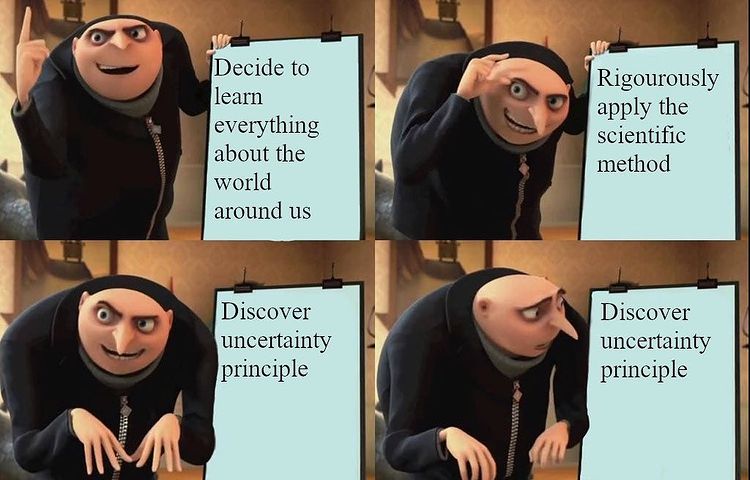 Decide to
learn
everything
about the
world
around us
Rigourously
apply the
scientific
method
Discover
uncertainty
principle
Discover
uncertainty
principle